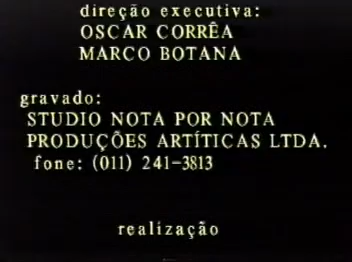 direção executiva:
OSCAR CORRÊA
MARCO BOTANA
gravado:
STUDIO NOTA POR NOTA
PRODUÇÕES ARTÍTICAS LTDA.
fone: (011) 241-3813
realização